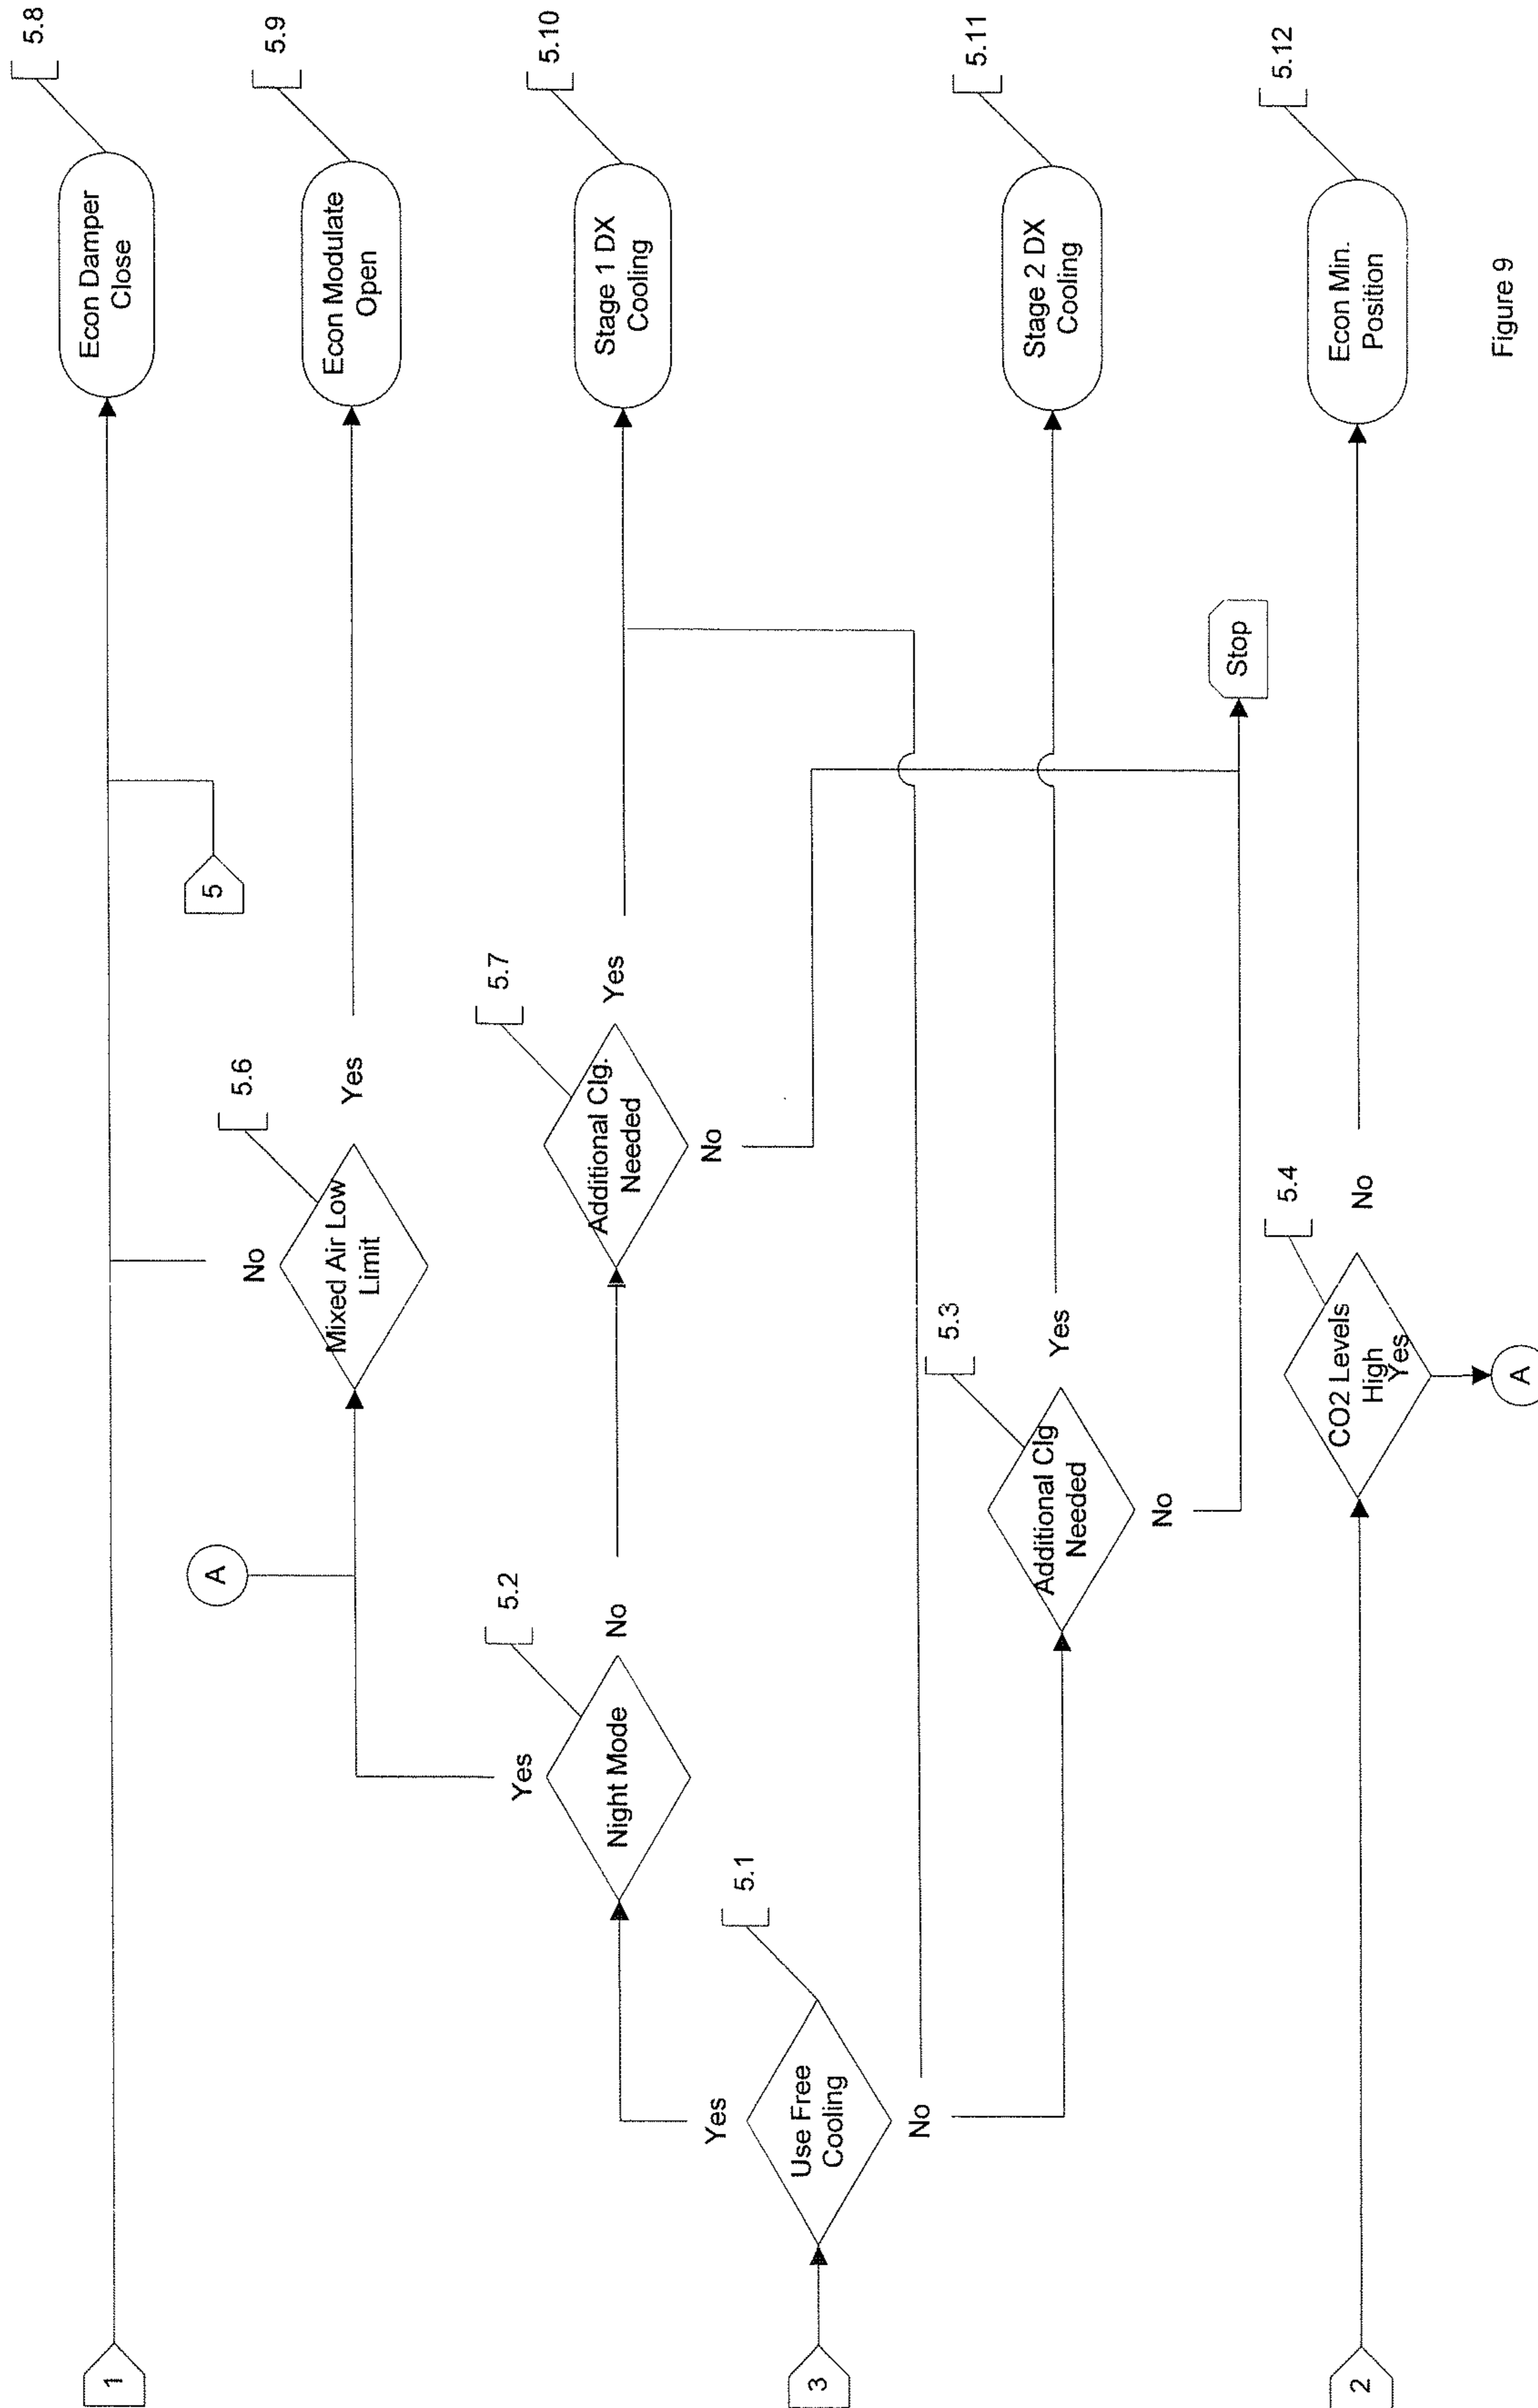 1
Econ Damper
Close
5.8
5
No
Mixed Air Low
Limit
5.6
Yes
Econ Modulate
Open
5.9
A
Yes
Night Mode
5.2
No
Additional Clg.
Needed
5.7
Yes
No
Stage 1 DX
Cooling
5.10
3
Yes
Use Free
Cooling
5.1
No
Additional Clg
Needed
5.3
Yes
No
Stage 2 DX
Cooling
5.11
Stop
2
CO2 Levels
High
Yes
5.4
No
A
Econ Min.
Position
5.12
Figure 9